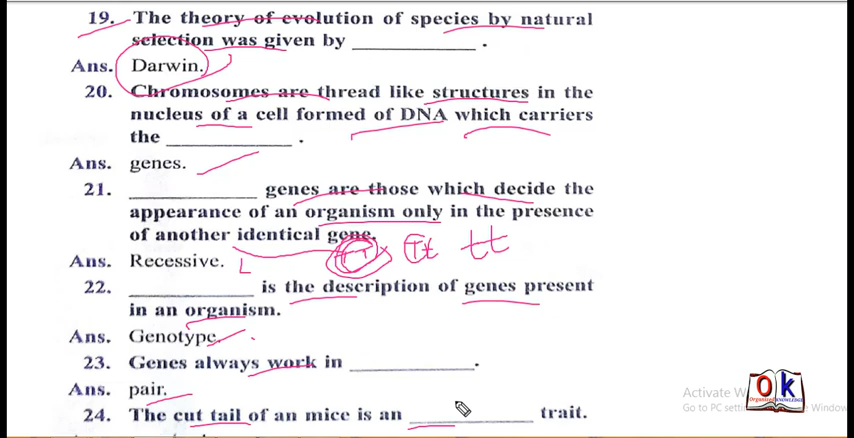 19. The theory of evolution of species by natural
selection was given by ____________ .
Ans. Darwin.
20. Chromosomes are thread like structures in the
nucleus of a cell formed of DNA which carriers
the ____________ .
Ans. genes.
21. ____________ genes are those which decide the
appearance of an organism only in the presence
of another identical gene.
Tt tt
Ans. Recessive.
22. ____________ is the description of genes present
in an organism.
Ans. Genotype.
23. Genes always work in ____________ .
Ans. pair.
24. The cut tail of an mice is an ____________ trait.
Activate W
Go to PC setti
Window
Ok
Organized KNOWLEDGE